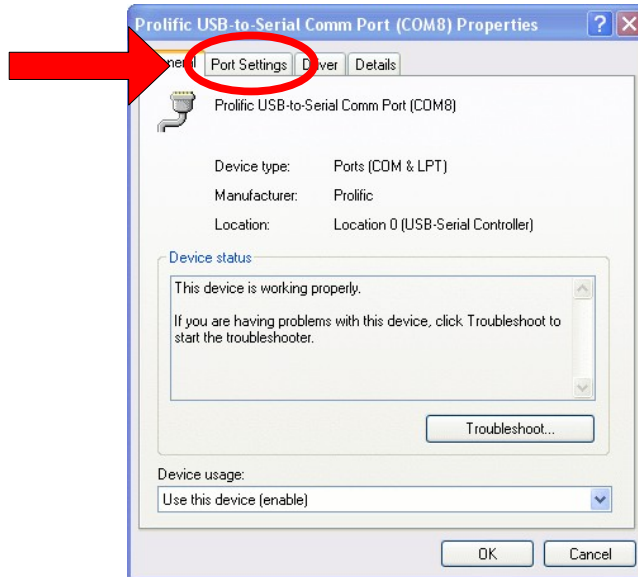 Prolific USB-to-Serial Comm Port (COM8) Properties
Port Settings Details
Prolific USB-to-Serial Comm Port (COM8)
Device type: Ports (COM & LPT)
Manufacturer: Prolific
Location: Location 0 (USB-Serial Controller)
Device status
This device is working properly.
If you are having problems with this device, click Troubleshoot to
start the troubleshooter.
Troubleshoot...
Device usage:
Use this device (enable)
OK Cancel